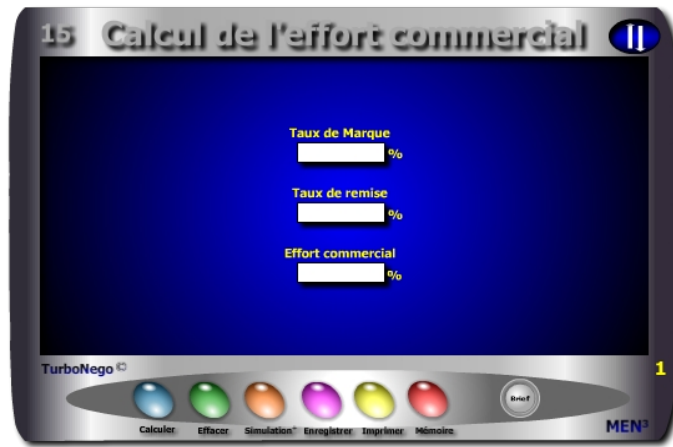 15 Calcul de l'effort commercial
Taux de Marque
%
Taux de remise
%
Effort commercial
%
TurboNego ©
1
Calculer Effacer Simulation* Enregistrer Imprimer Mémoire
Brief
MEN³